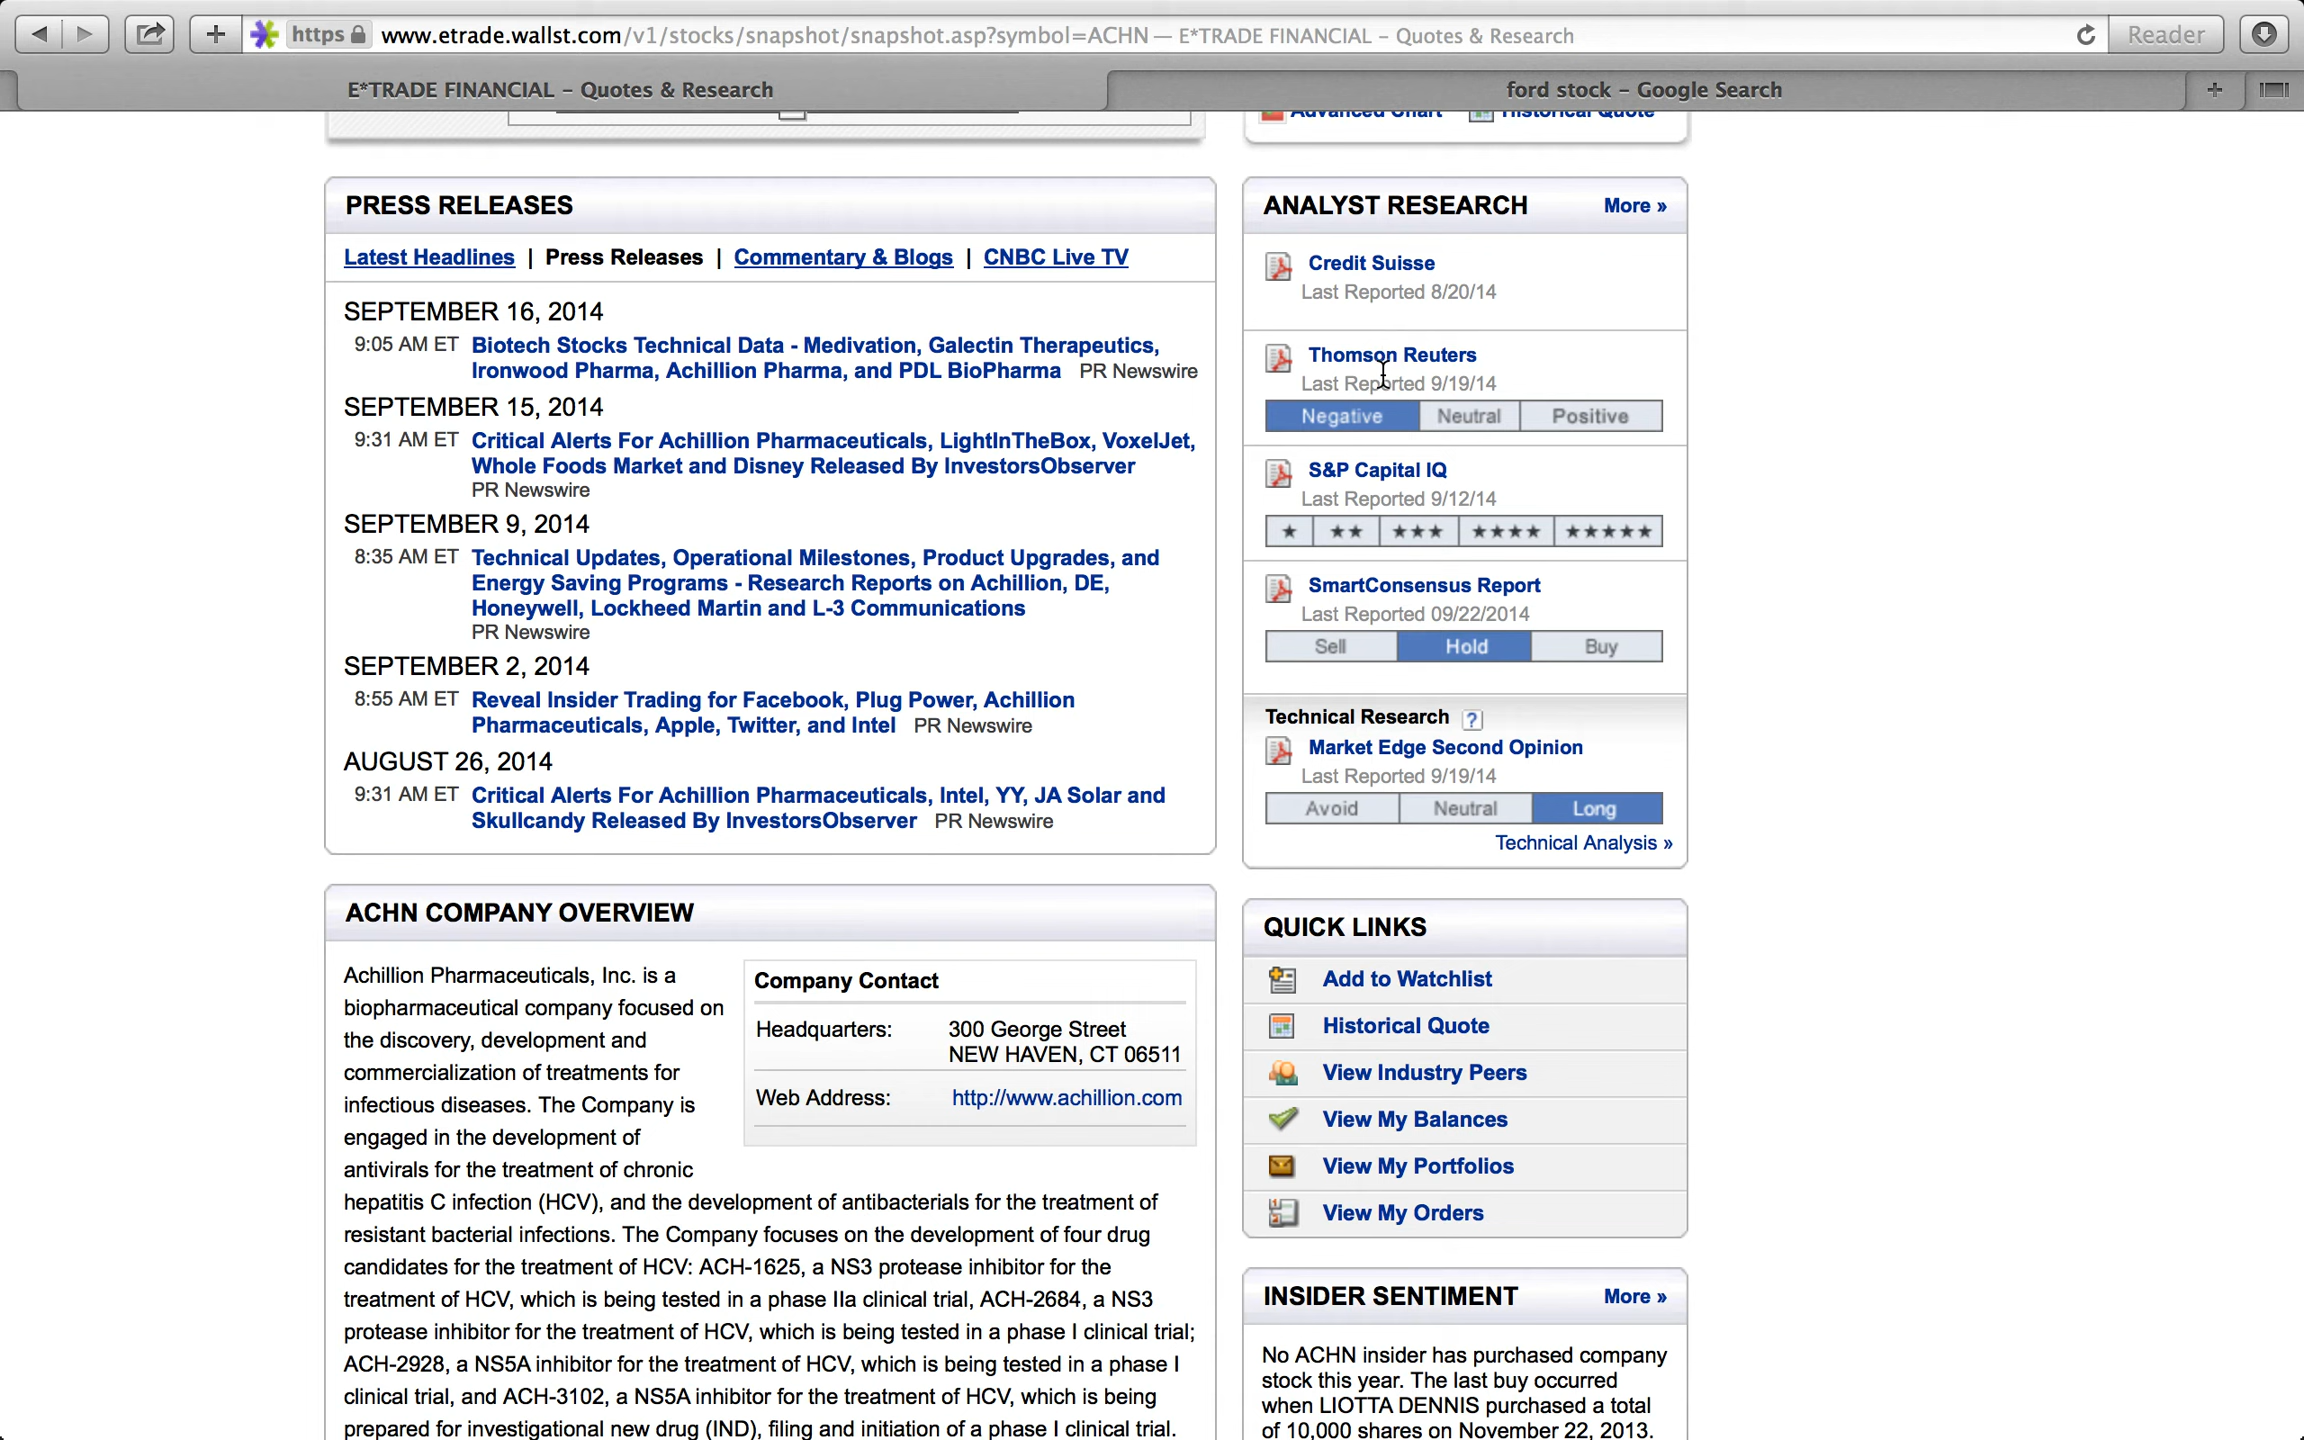 https www.etrade.wallst.com/v1/stocks/snapshot/snapshot.asp?symbol=ACHN — E*TRADE FINANCIAL – Quotes & Research
Reader
E*TRADE FINANCIAL – Quotes & Research
ford stock – Google Search
Advanced Chart
Historical Quote
PRESS RELEASES
Latest Headlines | Press Releases | Commentary & Blogs | CNBC Live TV
SEPTEMBER 16, 2014
9:05 AM ET Biotech Stocks Technical Data - Medivation, Galectin Therapeutics,
Ironwood Pharma, Achillion Pharma, and PDL BioPharma PR Newswire
SEPTEMBER 15, 2014
9:31 AM ET Critical Alerts For Achillion Pharmaceuticals, LightInTheBox, VoxelJet,
Whole Foods Market and Disney Released By InvestorsObserver
PR Newswire
SEPTEMBER 9, 2014
8:35 AM ET Technical Updates, Operational Milestones, Product Upgrades, and
Energy Saving Programs - Research Reports on Achillion, DE,
Honeywell, Lockheed Martin and L-3 Communications
PR Newswire
SEPTEMBER 2, 2014
8:55 AM ET Reveal Insider Trading for Facebook, Plug Power, Achillion
Pharmaceuticals, Apple, Twitter, and Intel PR Newswire
AUGUST 26, 2014
9:31 AM ET Critical Alerts For Achillion Pharmaceuticals, Intel, YY, JA Solar and
Skullcandy Released By InvestorsObserver PR Newswire
ACHN COMPANY OVERVIEW
Achillion Pharmaceuticals, Inc. is a
biopharmaceutical company focused on
the discovery, development and
commercialization of treatments for
infectious diseases. The Company is
engaged in the development of
antivirals for the treatment of chronic
hepatitis C infection (HCV), and the development of antibacterials for the treatment of
resistant bacterial infections. The Company focuses on the development of four drug
candidates for the treatment of HCV: ACH-1625, a NS3 protease inhibitor for the
treatment of HCV, which is being tested in a phase IIa clinical trial, ACH-2684, a NS3
protease inhibitor for the treatment of HCV, which is being tested in a phase I clinical trial;
ACH-2928, a NS5A inhibitor for the treatment of HCV, which is being tested in a phase I
clinical trial, and ACH-3102, a NS5A inhibitor for the treatment of HCV, which is being
prepared for investigational new drug (IND), filing and initiation of a phase I clinical trial.
Company Contact
Headquarters: 300 George Street
NEW HAVEN, CT 06511
Web Address: http://www.achillion.com
ANALYST RESEARCH More »
Credit Suisse
Last Reported 8/20/14
Thomson Reuters
Last Reported 9/19/14
Negative Neutral Positive
S&P Capital IQ
Last Reported 9/12/14
★ ★★ ★★★ ★★★★ ★★★★★
SmartConsensus Report
Last Reported 09/22/2014
Sell Hold Buy
Technical Research ?
Market Edge Second Opinion
Last Reported 9/19/14
Avoid Neutral Long
Technical Analysis »
QUICK LINKS
Add to Watchlist
Historical Quote
View Industry Peers
View My Balances
View My Portfolios
View My Orders
INSIDER SENTIMENT More »
No ACHN insider has purchased company
stock this year. The last buy occurred
when LIOTTA DENNIS purchased a total
of 10,000 shares on November 22, 2013.